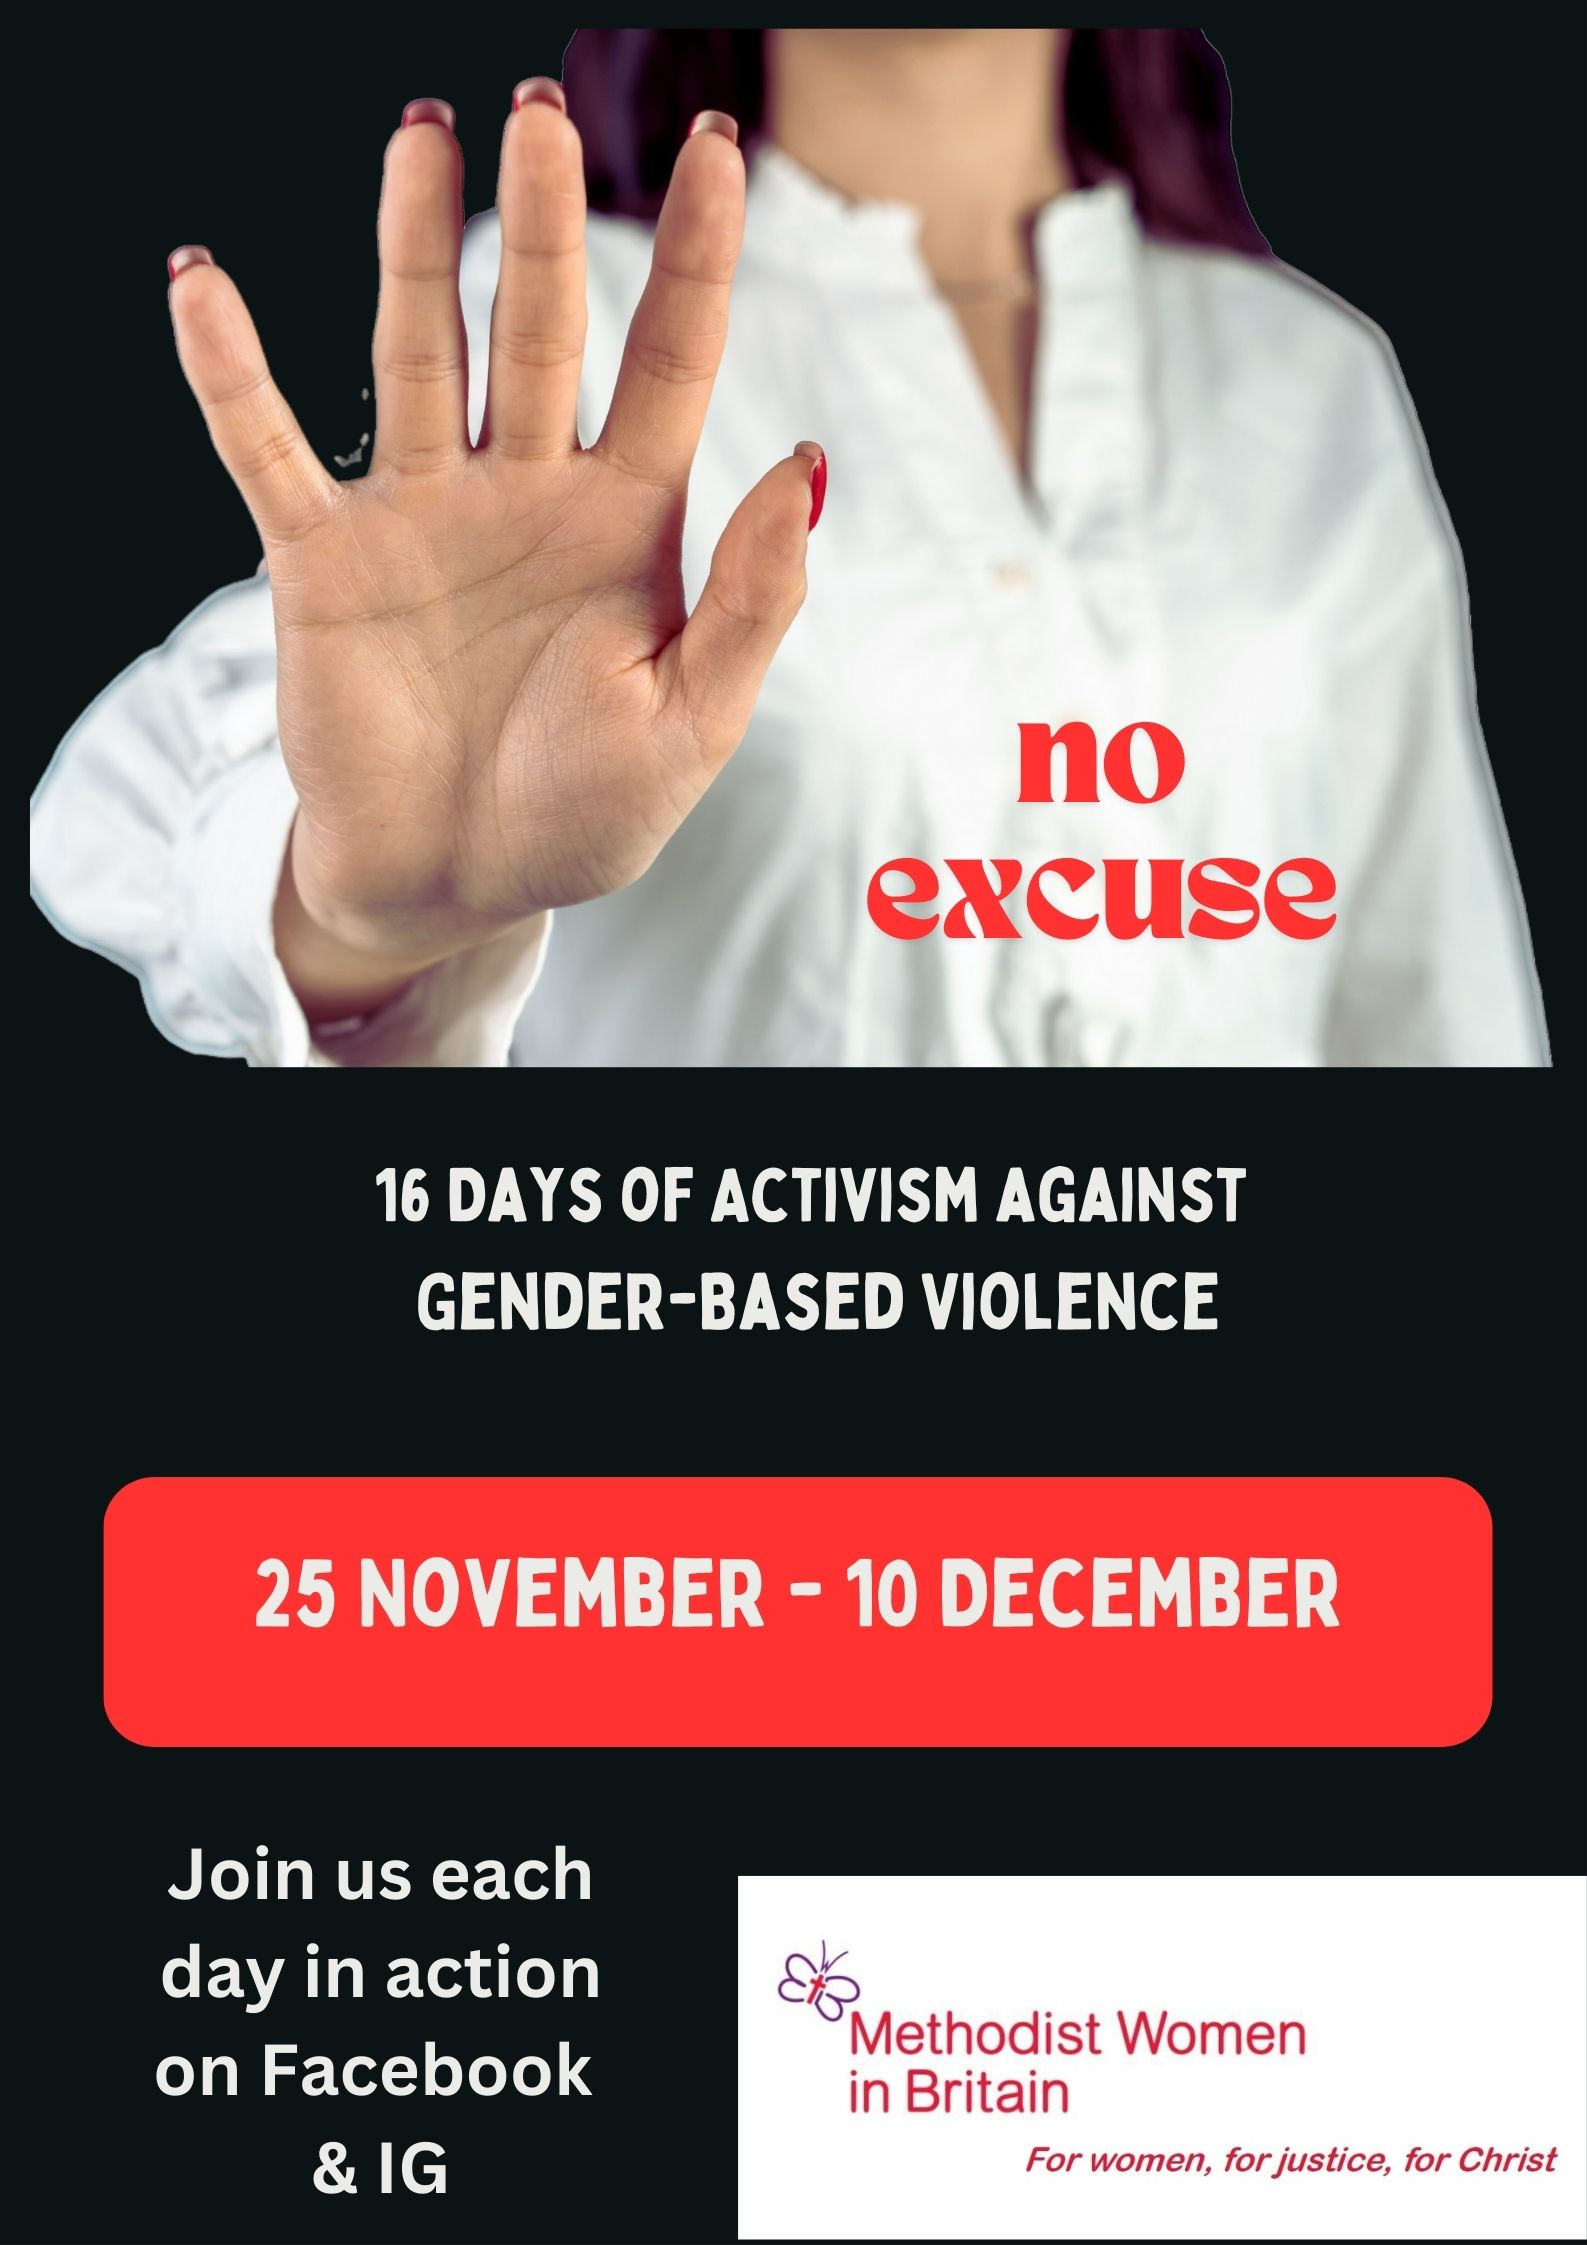 no
excuse
16 DAYS OF ACTIVISM AGAINST
GENDER-BASED VIOLENCE
25 NOVEMBER - 10 DECEMBER
Join us each
day in action
on Facebook
& IG
Methodist Women
in Britain
For women, for justice, for Christ